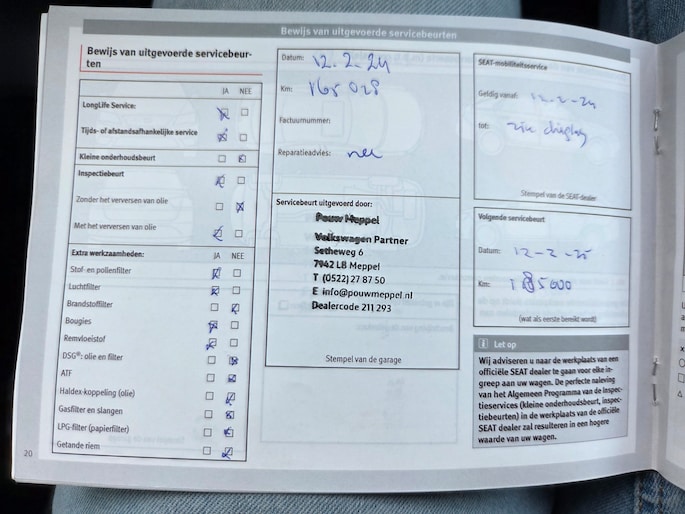 Bewijs van uitgevoerde servicebeurten
Bewijs van uitgevoerde servicebeur-
ten
JA NEE
LongLife Service:
Tijds- of afstandsafhankelijke service
Kleine onderhoudsbeurt
Inspectiebeurt
Zonder het verversen van olie
Met het verversen van olie
Extra werkzaamheden: JA NEE
Stof- en pollenfilter
Luchtfilter
Brandstoffilter
Bougies
Remvloeistof
DSG®: olie en filter
ATF
Haldex-koppeling (olie)
Gasfilter en slangen
LPG-filter (papierfilter)
Getande riem
20
Datum: 12.2.24
Km: 165 028
Factuurnummer:
Reparatieadvies: nee
Servicebeurt uitgevoerd door:
Pouw Meppel
Volkswagen Partner
Setheweg 6
7942 LB Meppel
T (0522) 27 87 50
E info@pouwmeppel.nl
Dealercode 211 293
Stempel van de garage
SEAT-mobiliteitsservice
Geldig vanaf: 12-2-24
tot: zie display
Stempel van de SEAT-dealer
Volgende servicebeurt
Datum: 12-2-25
Km: 185000
(wat als eerste bereikt wordt)
Let op
Wij adviseren u naar de werkplaats van een
officiële SEAT dealer te gaan voor elke in-
greep aan uw wagen. De perfecte naleving
van het Algemeen Programma van de Inspec-
tieservices (kleine onderhoudsbeurt, inspec-
tiebeurten) in de werkplaats van de officiële
SEAT dealer zal resulteren in een hogere
waarde van uw wagen.